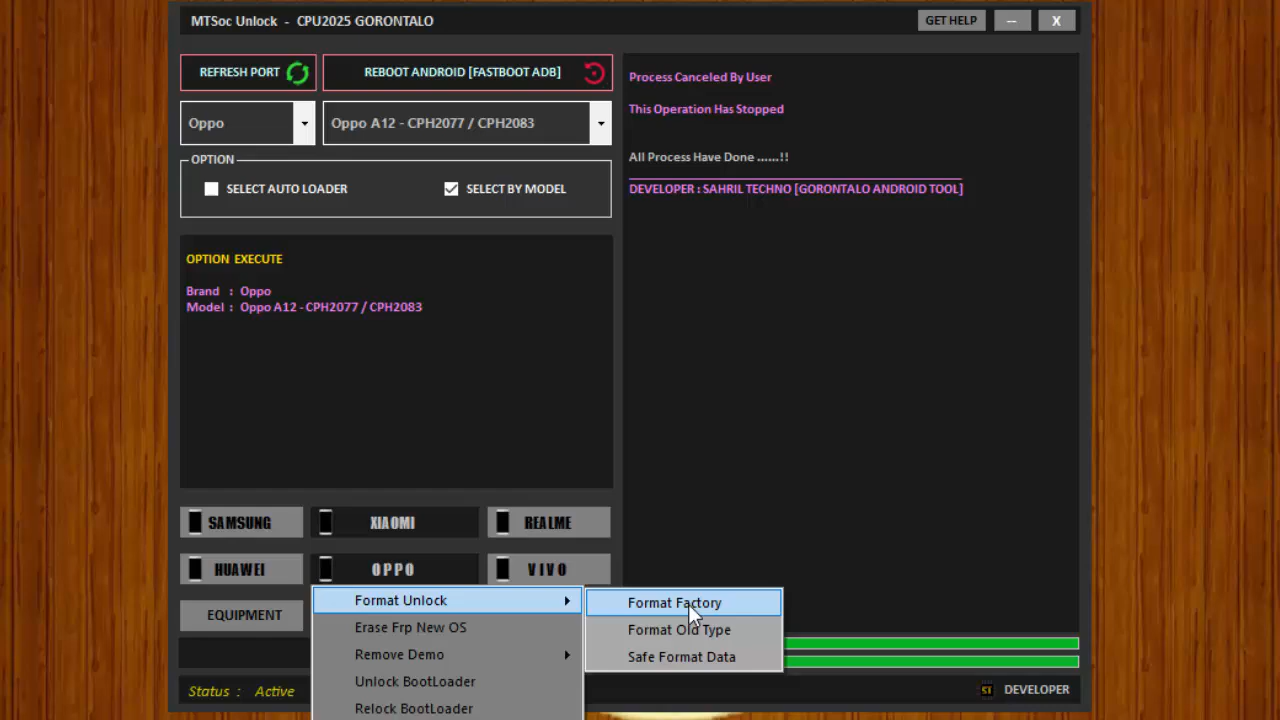 MTSoc Unlock - CPU2025 GORONTALO
GET HELP
--
X
REFRESH PORT
REBOOT ANDROID [FASTBOOT ADB]
Oppo
Oppo A12 - CPH2077 / CPH2083
OPTION
SELECT AUTO LOADER
SELECT BY MODEL
OPTION EXECUTE
Brand : Oppo
Model : Oppo A12 - CPH2077 / CPH2083
Process Canceled By User
This Operation Has Stopped
All Process Have Done ......!!
DEVELOPER : SAHRIL TECHNO [GORONTALO ANDROID TOOL]
SAMSUNG
XIAOMI
REALME
HUAWEI
OPPO
VIVO
EQUIPMENT
Format Unlock
Erase Frp New OS
Remove Demo
Unlock BootLoader
Relock BootLoader
Format Factory
Format Old Type
Safe Format Data
Status : Active
ST
DEVELOPER